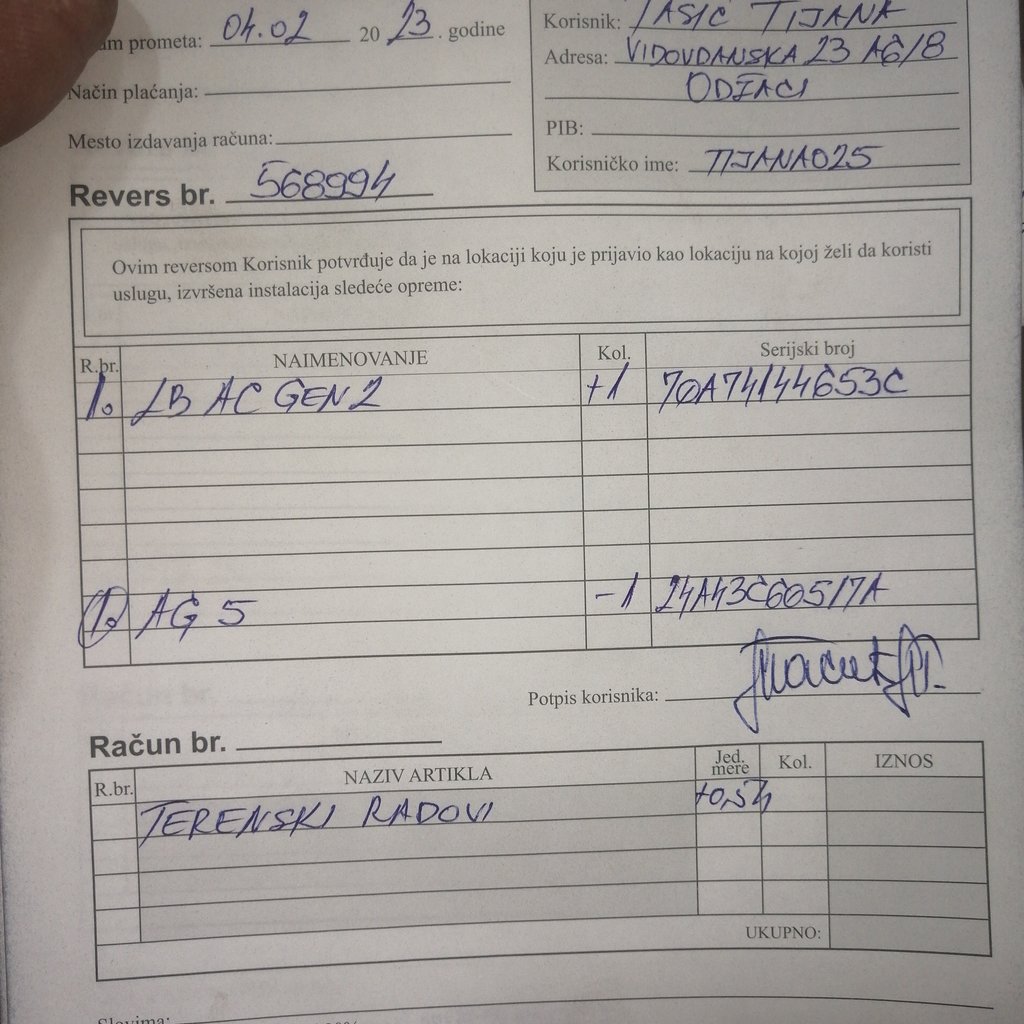 prometa: 04.02 20 23. godine
Korisnik: TASIĆ TIJANA
Adresa: VIDOVDANSKA 23 A6/8
ODŽACI
Način plaćanja:
PIB:
Mesto izdavanja računa:
Korisničko ime: TIJANA025
Revers br. 568994
Ovim reversom Korisnik potvrđuje da je na lokaciji koju je prijavio kao lokaciju na kojoj želi da koristi
uslugu, izvršena instalacija sledeće opreme:
R.br. NAIMENOVANJE Kol. Serijski broj
1. LB AC GEN2 +1 70A74144653C
1. AG 5 -1 24A43C60517A
Potpis korisnika:
Račun br.
R.br. NAZIV ARTIKLA Jed. mere Kol. IZNOS
TERENSKI RADOVI +0,5h
UKUPNO: